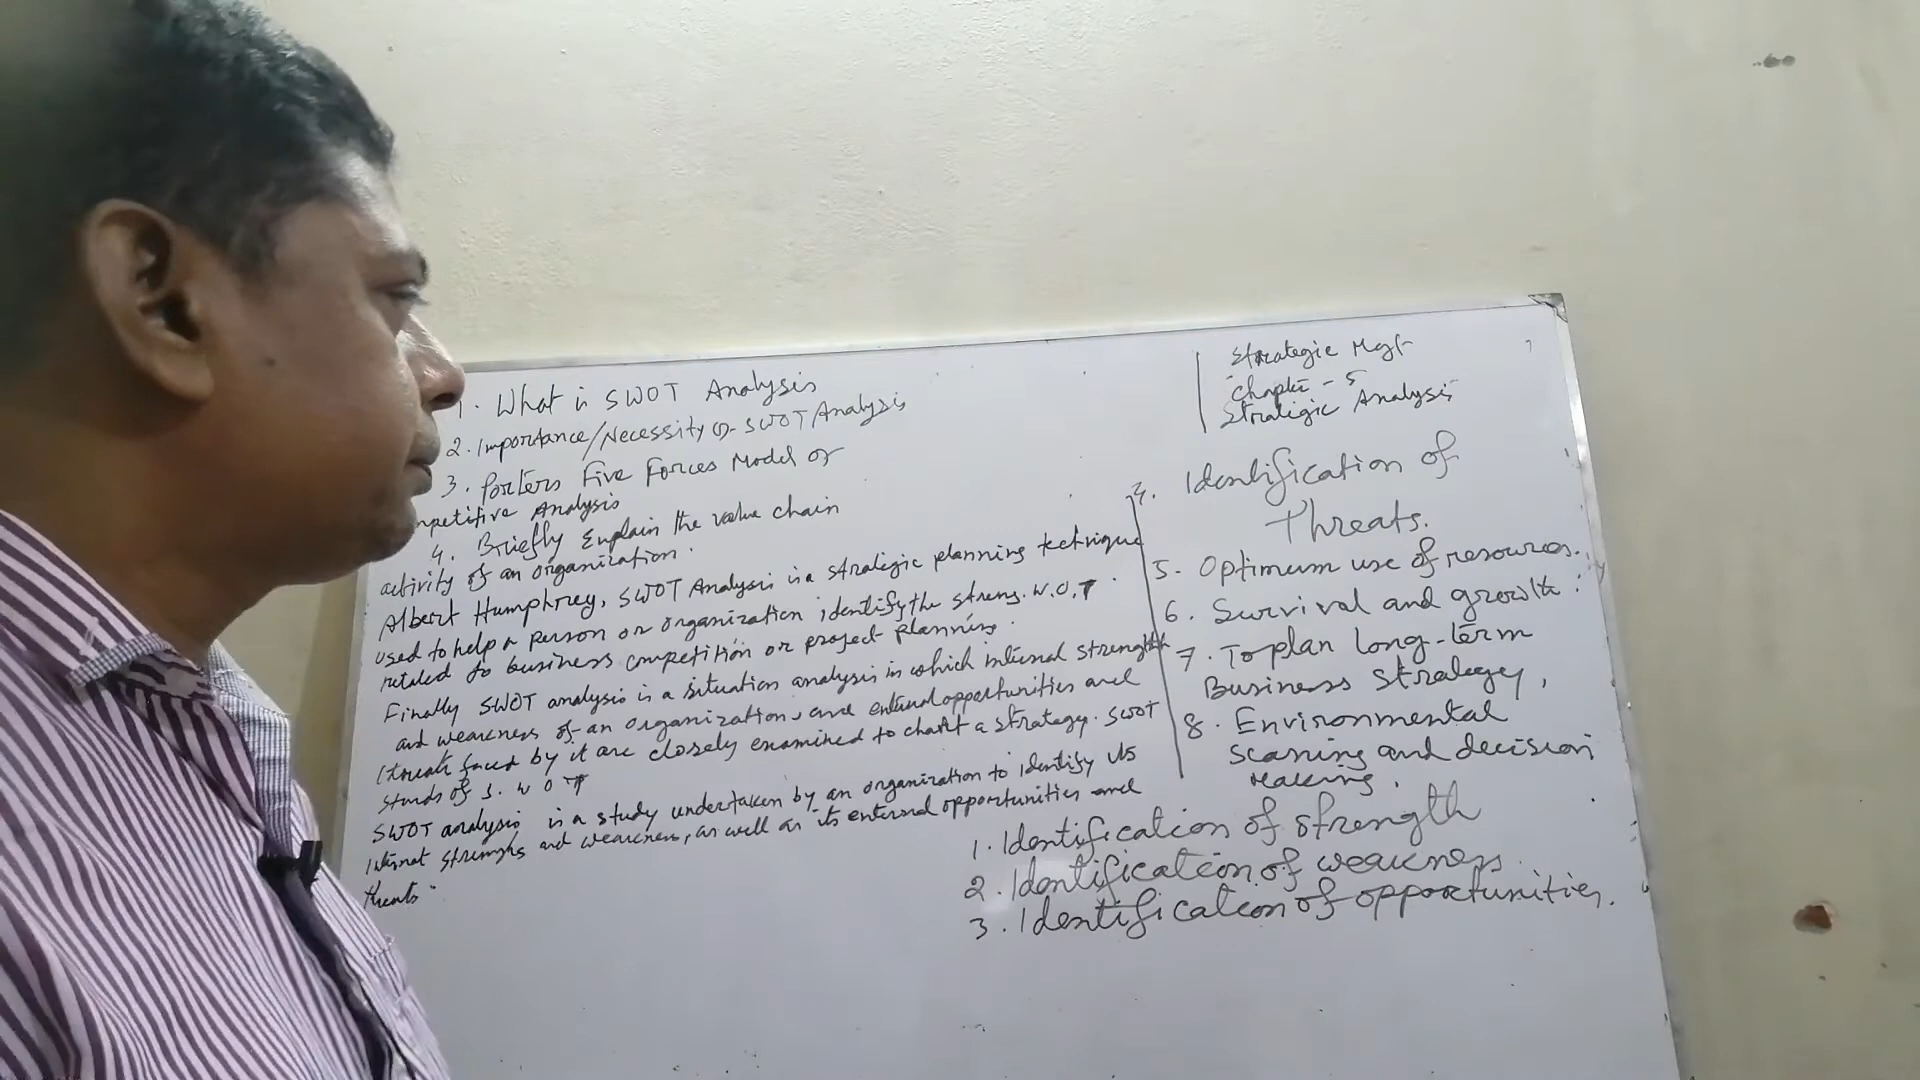 1. What is SWOT Analysis
2. Importance/Necessity of SWOT Analysis
3. Porters Five Forces Model or
mpetitive Analysis
4. Briefly Explain the value chain
activity of an organization.
Albert Humphrey, SWOT Analysis is a strategic planning technique
used to help a person or organization identify the streng. W.O.T.
related to business competition or project planning.
Finally SWOT analysis is a situation analysis in which internal strength
and weakness of an organization, and external opportunities and
threats faced by it are closely examined to chart a strategy. SWOT
stands of S. W O T
SWOT analysis is a study undertaken by an organization to identify its
internal strengths and weakness, as well as its external opportunities and
threats.
Strategic Mgt
Chapter - 5
Strategic Analysis
4. Identification of
Threats.
5. Optimum use of resources.
6. Survival and growth.
7. To plan long-term
Business Strategy,
8. Environmental
scaning and decision
making.
1. Identification of strength
2. Identification of weakness
3. Identification of opportunities.